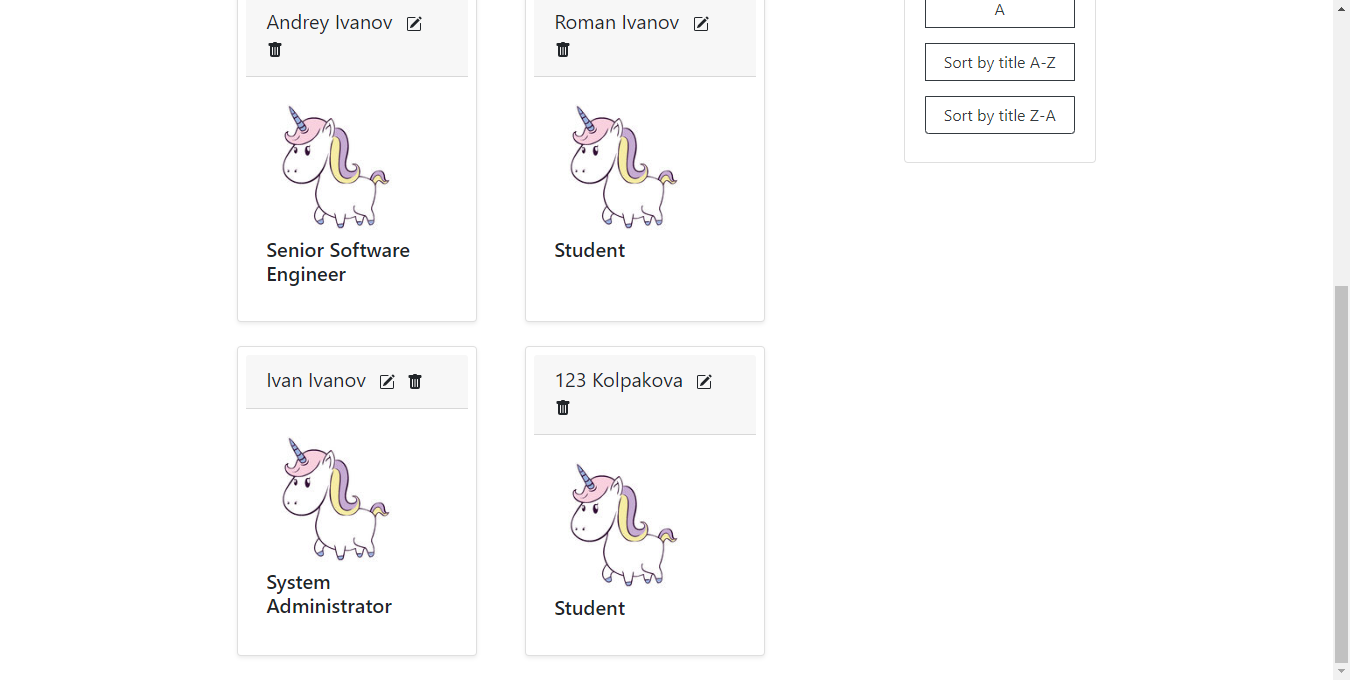 Andrey Ivanov
Senior Software
Engineer
Roman Ivanov
Student
Ivan Ivanov
System
Administrator
123 Kolpakova
Student
A
Sort by title A-Z
Sort by title Z-A